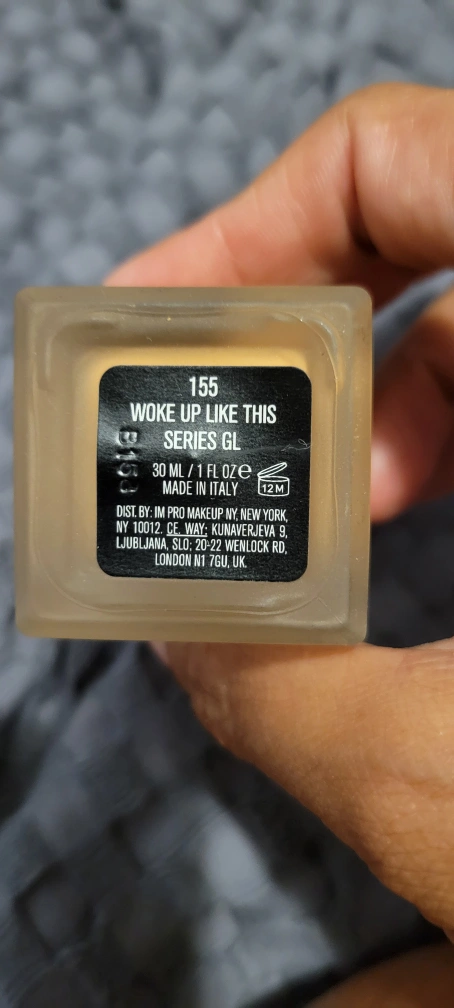 155
WOKE UP LIKE THIS
SERIES GL
30 ML / 1 FL OZ ℮
12M
MADE IN ITALY
DIST. BY: IM PRO MAKEUP NY, NEW YORK,
NY 10012. CE. WAY: KUNAVERJEVA 9,
LJUBLJANA, SLO; 20-22 WENLOCK RD,
LONDON N1 7GU, UK.